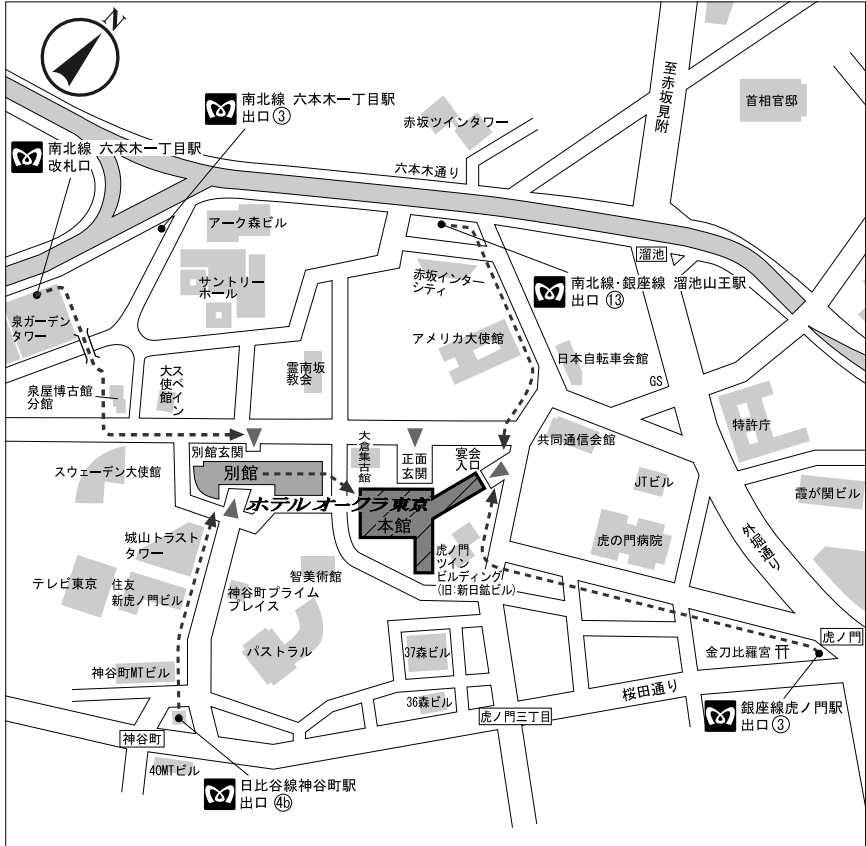 N
南北線 六本木一丁目駅
出口③
南北線 六本木一丁目駅
改札口
赤坂ツインタワー
至赤坂見附
首相官邸
六本木通り
アーク森ビル
サントリー
ホール
赤坂インター
シティ
溜池
南北線・銀座線 溜池山王駅
出口⑬
泉ガーデン
タワー
アメリカ大使館
日本自転車会館
GS
泉屋博古館
分館
スペイン
大使館
霊南坂
教会
特許庁
別館玄関
大倉集古館
正面
玄関
宴会
入口
共同通信会館
スウェーデン大使館
別館
ホテルオークラ東京
本館
JTビル
霞が関ビル
城山トラスト
タワー
虎の門病院
外堀通り
テレビ東京
住友
新虎ノ門ビル
智美術館
神谷町プライム
プレイス
虎ノ門
ツイン
ビルディング
(旧:新日鉱ビル)
パストラル
37森ビル
金刀比羅宮
虎ノ門
神谷町MTビル
36森ビル
虎ノ門三丁目
桜田通り
銀座線虎ノ門駅
出口③
神谷町
40MTビル
日比谷線神谷町駅
出口④b